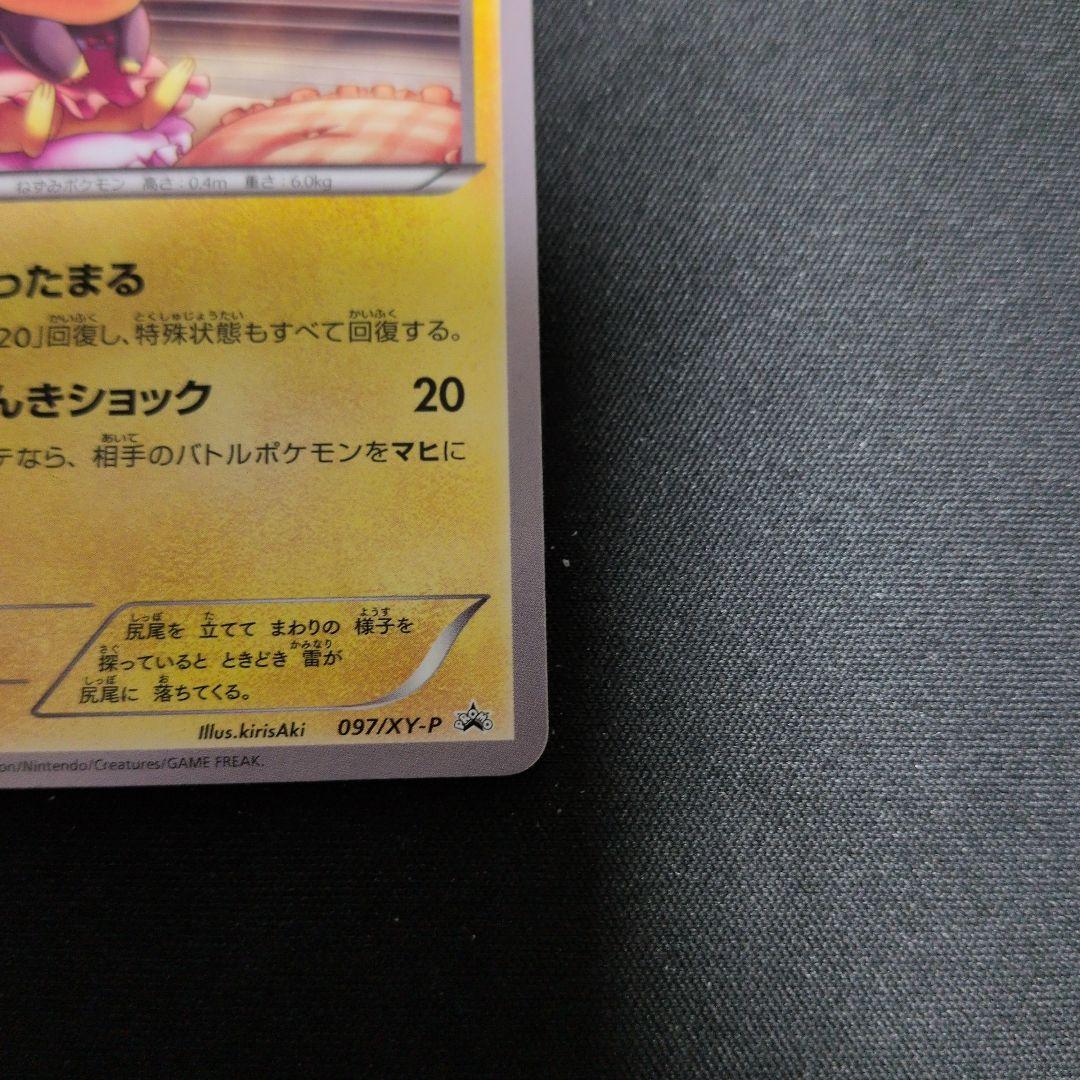 ねずみポケモン 高さ：0.4m 重さ：6.0kg
ったまる
20」回復し、特殊状態もすべて回復する。
んきショック 20
テなら、相手のバトルポケモンをマヒに
尻尾を 立てて まわりの 様子を
探っていると ときどき 雷が
尻尾に 落ちてくる。
Illus.kirisAki 097/XY-P
on/Nintendo/Creatures/GAME FREAK.